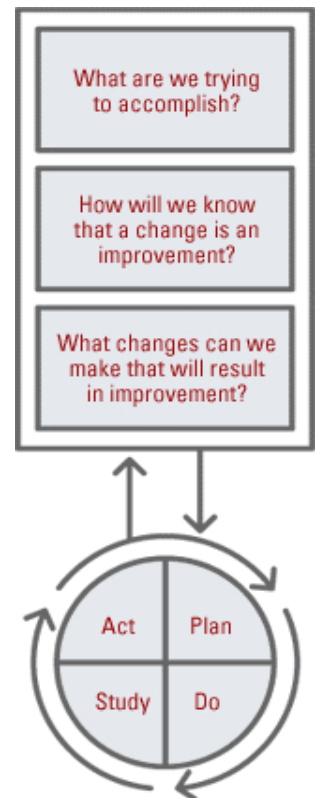 What are we trying
to accomplish?
How will we know
that a change is an
improvement?
What changes can we
make that will result
in improvement?
Act Plan
Study Do